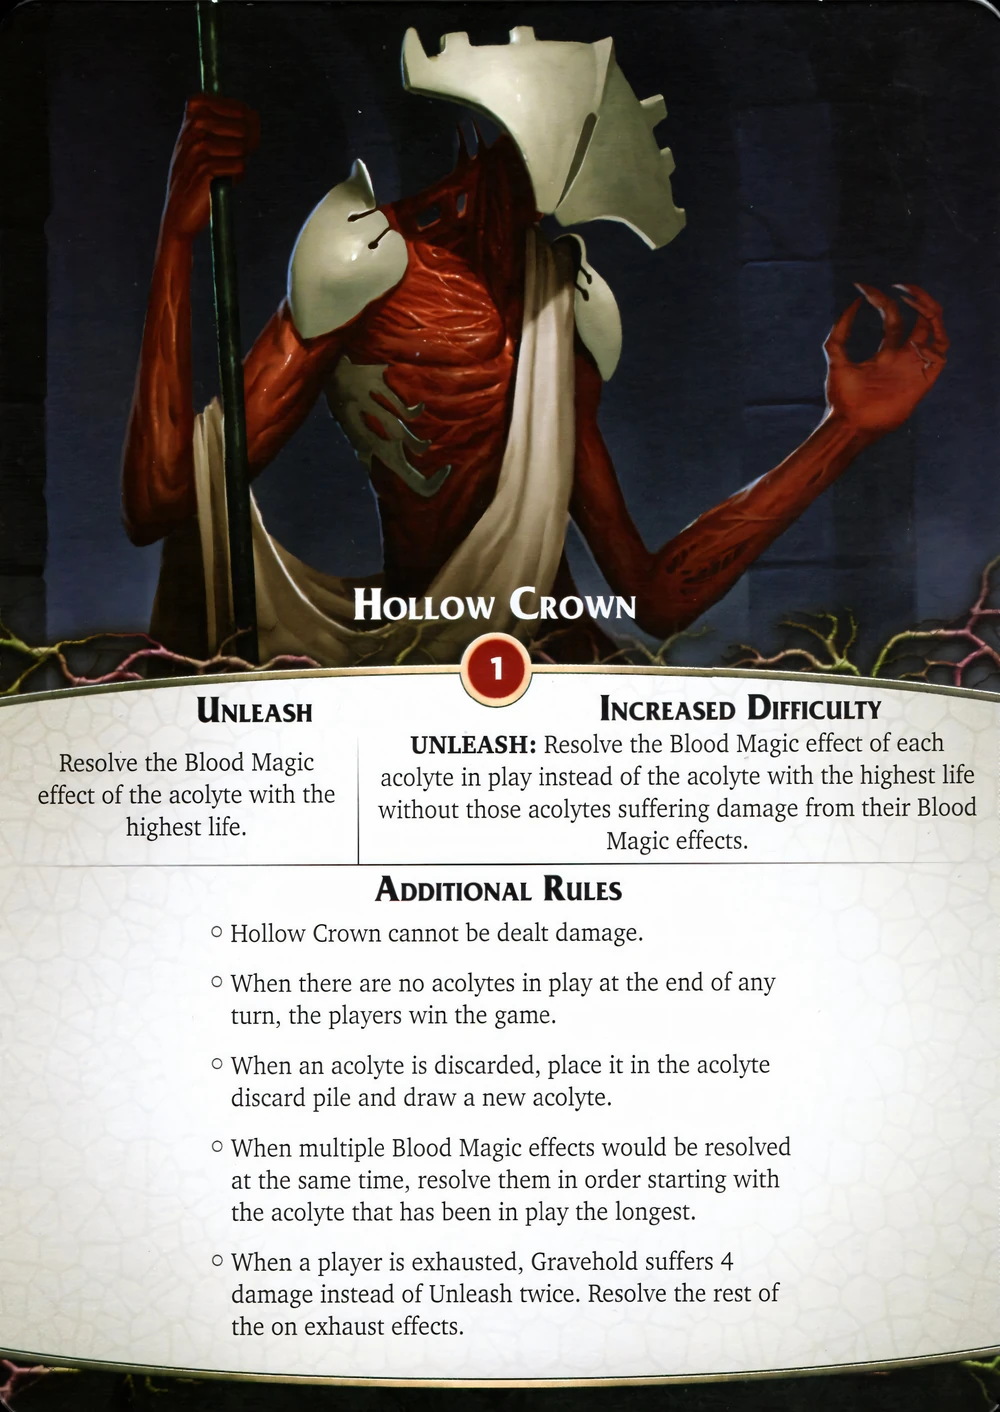 Hollow Crown
1
Unleash
Resolve the Blood Magic
effect of the acolyte with the
highest life.
Increased Difficulty
UNLEASH: Resolve the Blood Magic effect of each
acolyte in play instead of the acolyte with the highest life
without those acolytes suffering damage from their Blood
Magic effects.
Additional Rules
○ Hollow Crown cannot be dealt damage.
○ When there are no acolytes in play at the end of any
turn, the players win the game.
○ When an acolyte is discarded, place it in the acolyte
discard pile and draw a new acolyte.
○ When multiple Blood Magic effects would be resolved
at the same time, resolve them in order starting with
the acolyte that has been in play the longest.
○ When a player is exhausted, Gravehold suffers 4
damage instead of Unleash twice. Resolve the rest of
the on exhaust effects.